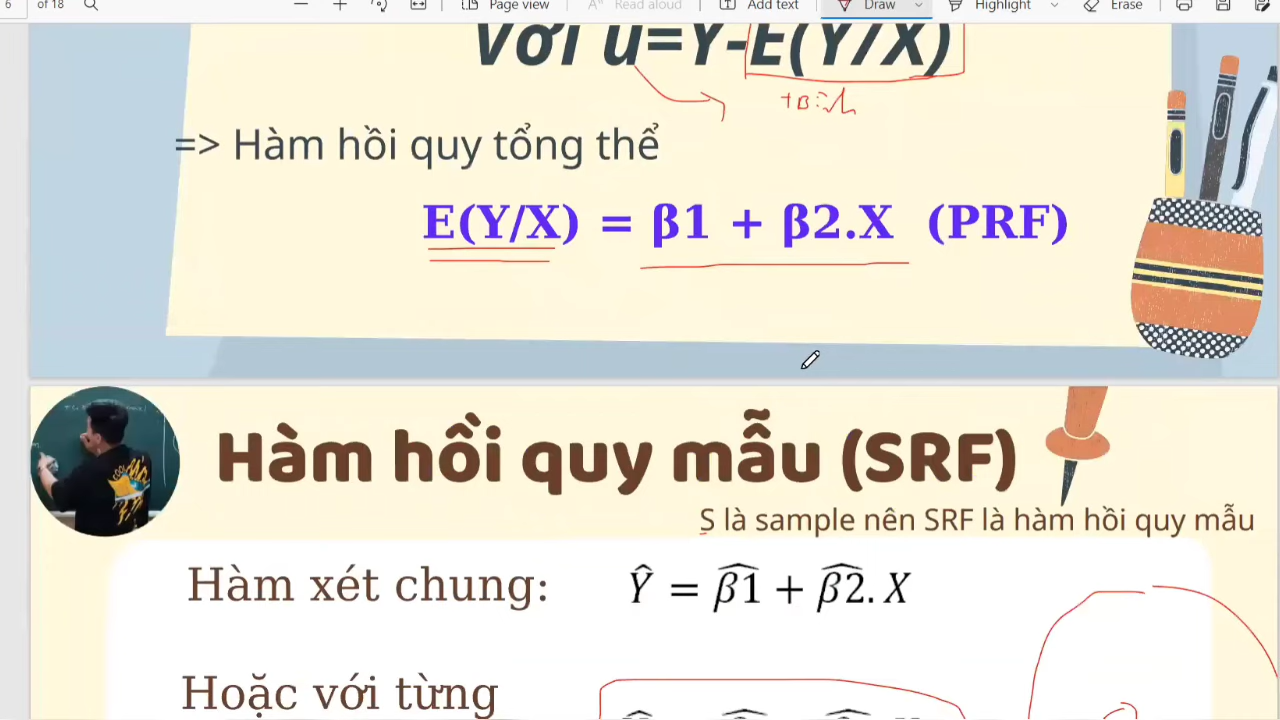 6 of 18 Page view Read aloud Add text Draw Highlight Erase
Với u=Y-E(Y/X)
=> Hàm hồi quy tổng thể
E(Y/X) = β1 + β2.X (PRF)
Hàm hồi quy mẫu (SRF)
S là sample nên SRF là hàm hồi quy mẫu
Hàm xét chung: Ŷ = β̂1 + β̂2. X
Hoặc với từng